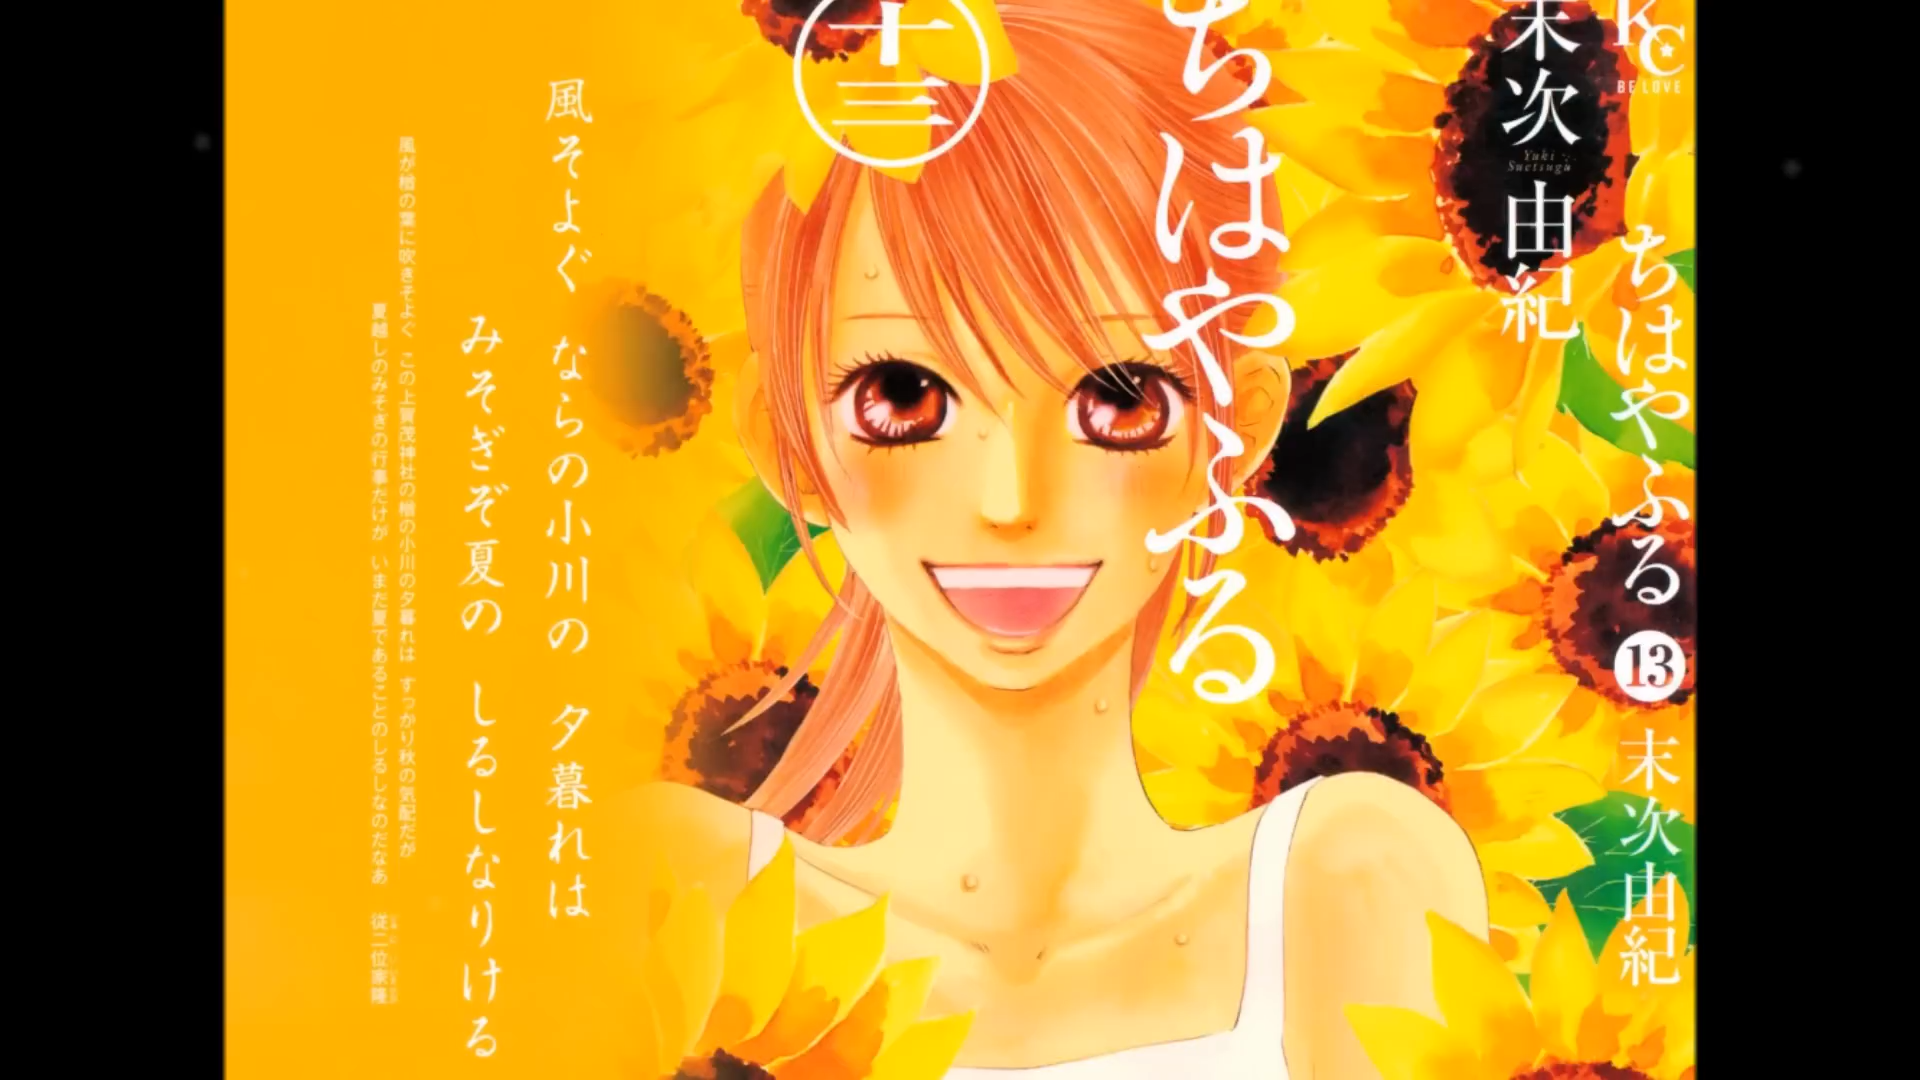 KC
BE LOVE
ちはやふる
13
末次由紀
末次由紀
Yuki Suetsugu
ちはやふる
十三
風そよぐ ならの小川の 夕暮れは
みそぎぞ夏の しるしなりける
風が楢の葉に吹きそよぐ この上賀茂神社の楢の小川の夕暮れは すっかり秋の気配だが
夏越しのみそぎの行事だけが いまだ夏であることのしるしなのだなあ 従二位家隆